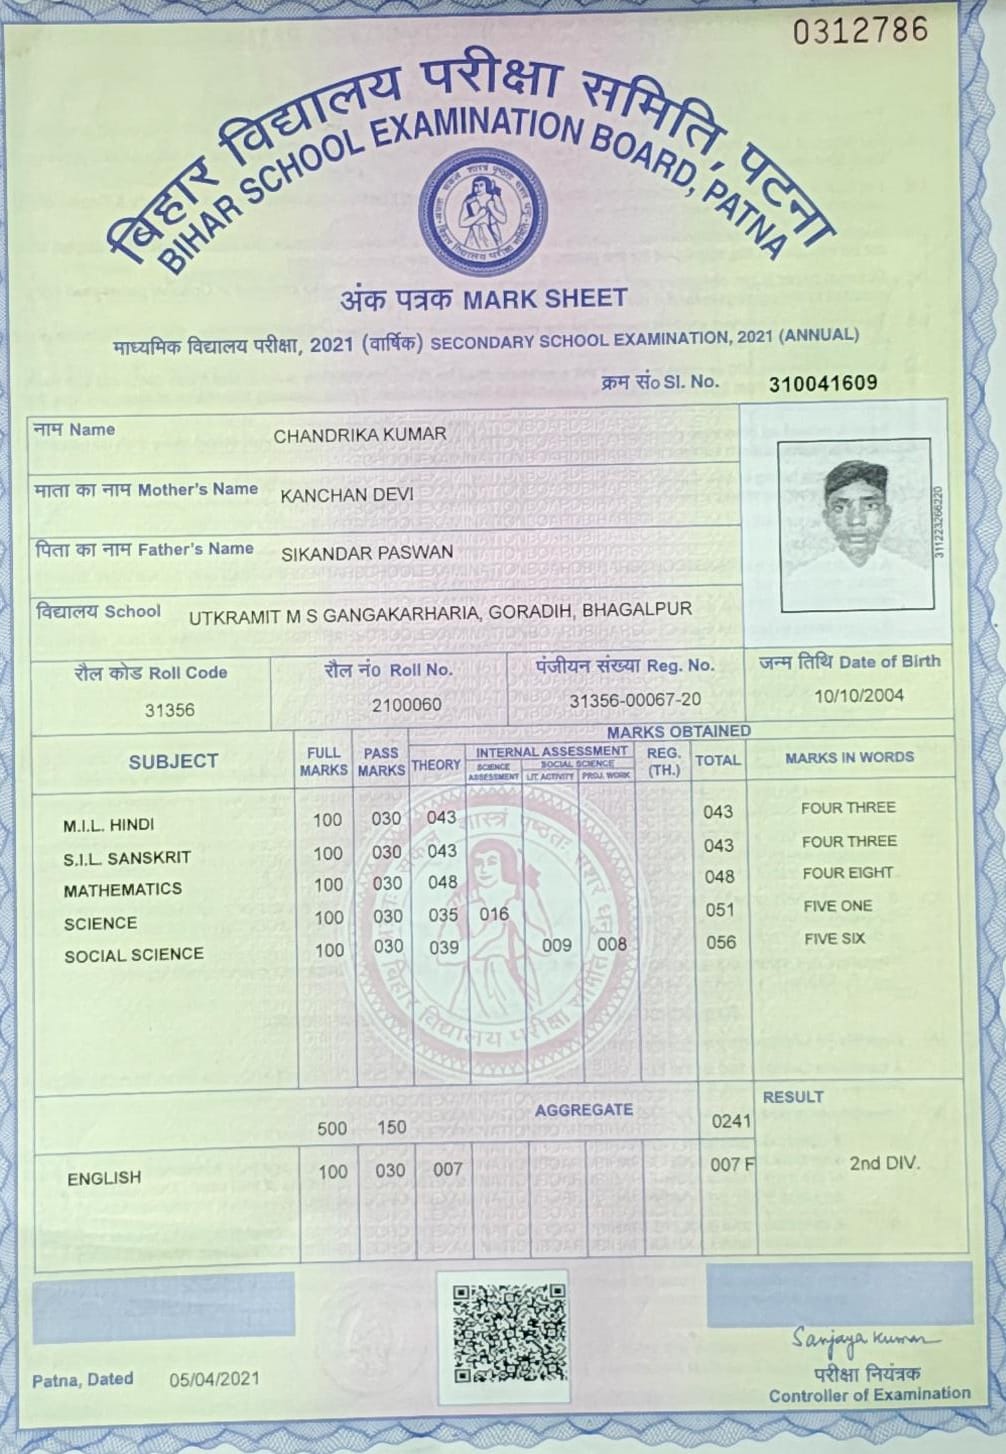 0312786
बिहार विद्यालय परीक्षा समिति, पटना
BIHAR SCHOOL EXAMINATION BOARD, PATNA
अंक पत्रक MARK SHEET
माध्यमिक विद्यालय परीक्षा, 2021 (वार्षिक) SECONDARY SCHOOL EXAMINATION, 2021 (ANNUAL)
क्रम सं० Sl. No. 310041609
नाम Name CHANDRIKA KUMAR
माता का नाम Mother's Name KANCHAN DEVI
पिता का नाम Father's Name SIKANDAR PASWAN
विद्यालय School UTKRAMIT M S GANGAKARHARIA, GORADIH, BHAGALPUR
311223266220
रौल कोड Roll Code रौल नं० Roll No. पंजीयन संख्या Reg. No. जन्म तिथि Date of Birth
31356 2100060 31356-00067-20 10/10/2004
MARKS OBTAINED
SUBJECT FULL MARKS PASS MARKS THEORY INTERNAL ASSESSMENT REG. (TH.) TOTAL MARKS IN WORDS
SCIENCE ASSESSMENT SOCIAL SCIENCE
LIT. ACTIVITY PROJ. WORK
M.I.L. HINDI 100 030 043 043 FOUR THREE
S.I.L. SANSKRIT 100 030 043 043 FOUR THREE
MATHEMATICS 100 030 048 048 FOUR EIGHT
SCIENCE 100 030 035 016 051 FIVE ONE
SOCIAL SCIENCE 100 030 039 009 008 056 FIVE SIX
बिहार विद्यालय परीक्षा समिति
500 150 AGGREGATE 0241 RESULT
ENGLISH 100 030 007 007 F 2nd DIV.
Sanjaya Kumar
Patna, Dated 05/04/2021
परीक्षा नियंत्रक
Controller of Examination